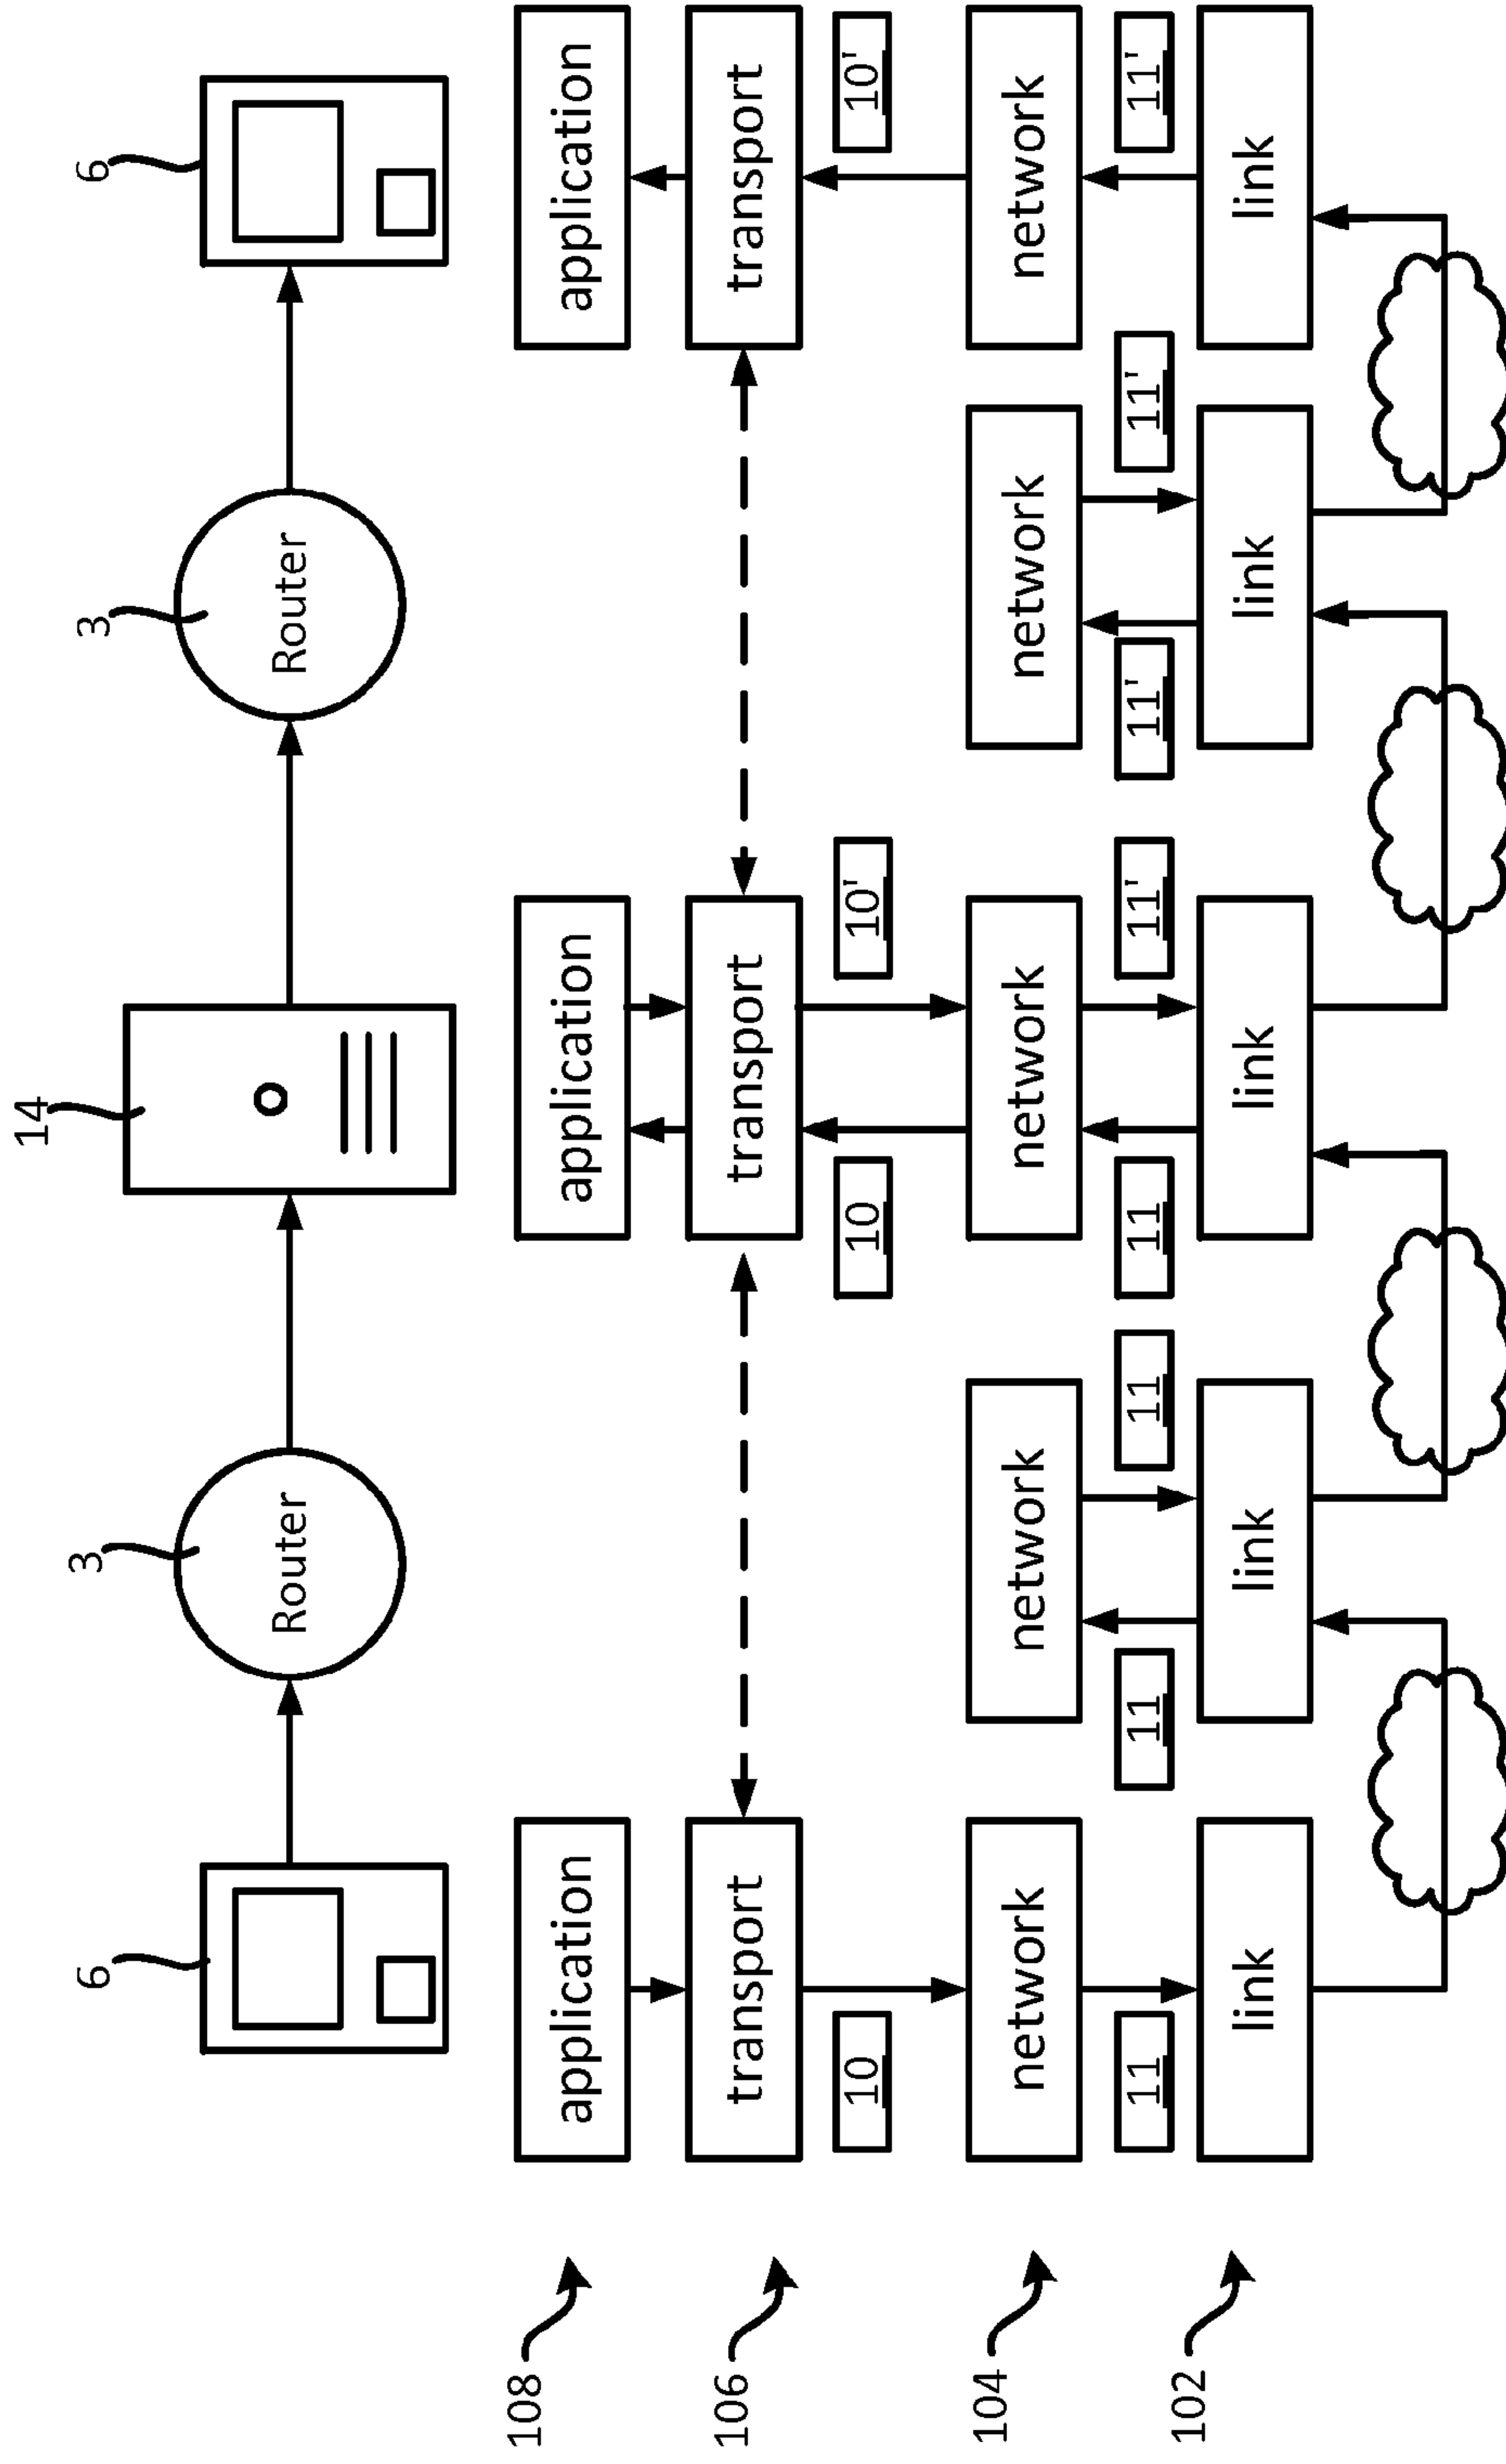 6 3 14 3 6
Router Router
108 application application application
106 transport transport transport
10 10 10' 10'
104 network network network network network
11 11 11 11 11' 11' 11' 11'
102 link link link link link